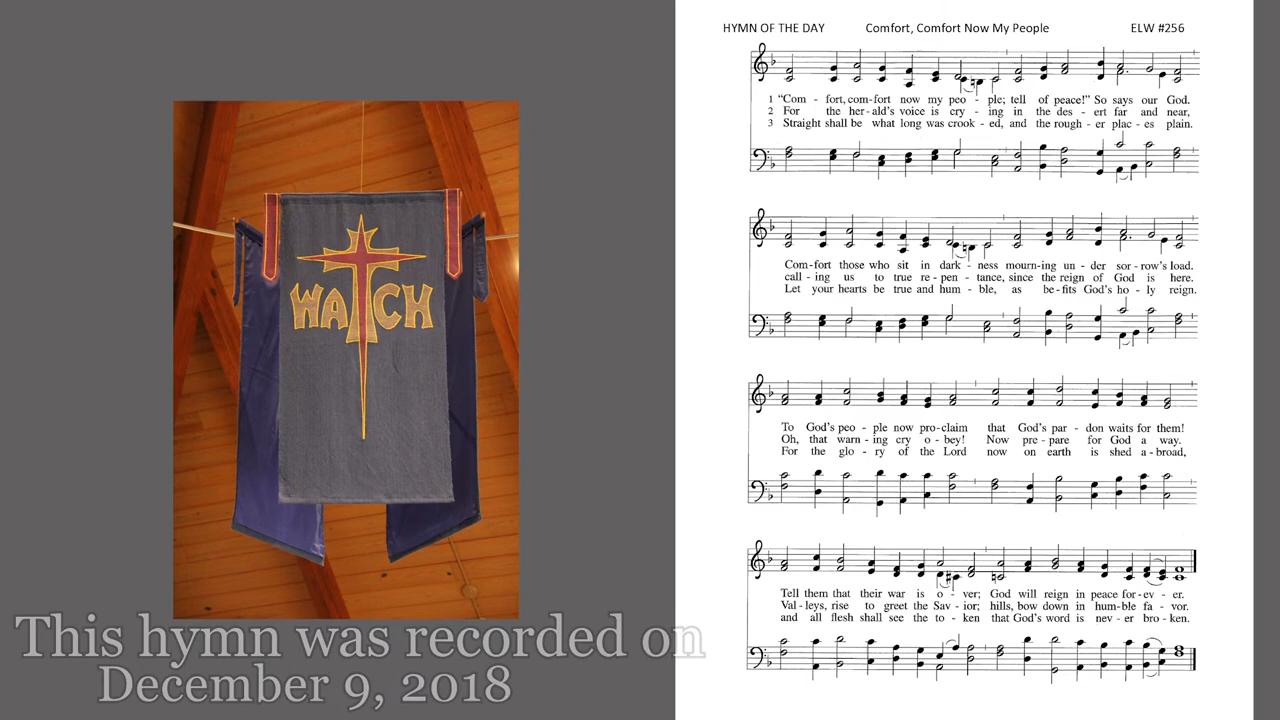 WATCH
This hymn was recorded on
December 9, 2018
HYMN OF THE DAY Comfort, Comfort Now My People ELW #256
1 “Com - fort, com-fort now my peo - ple; tell of peace!” So says our God.
2 For the her-ald's voice is cry - ing in the des - ert far and near,
3 Straight shall be what long was crook - ed, and the rough - er plac - es plain.
Com-fort those who sit in dark - ness mourn-ing un - der sor-row's load.
call - ing us to true re - pen - tance, since the reign of God is here.
Let your hearts be true and hum - ble, as be - fits God's ho - ly reign.
To God's peo - ple now pro-claim that God's par - don waits for them!
Oh, that warn - ing cry o - bey! Now pre - pare for God a way.
For the glo - ry of the Lord now on earth is shed a-broad,
Tell them that their war is o - ver; God will reign in peace for-ev - er.
Val-leys, rise to greet the Sav - ior; hills, bow down in hum-ble fa - vor.
and all flesh shall see the to - ken that God's word is nev - er bro - ken.